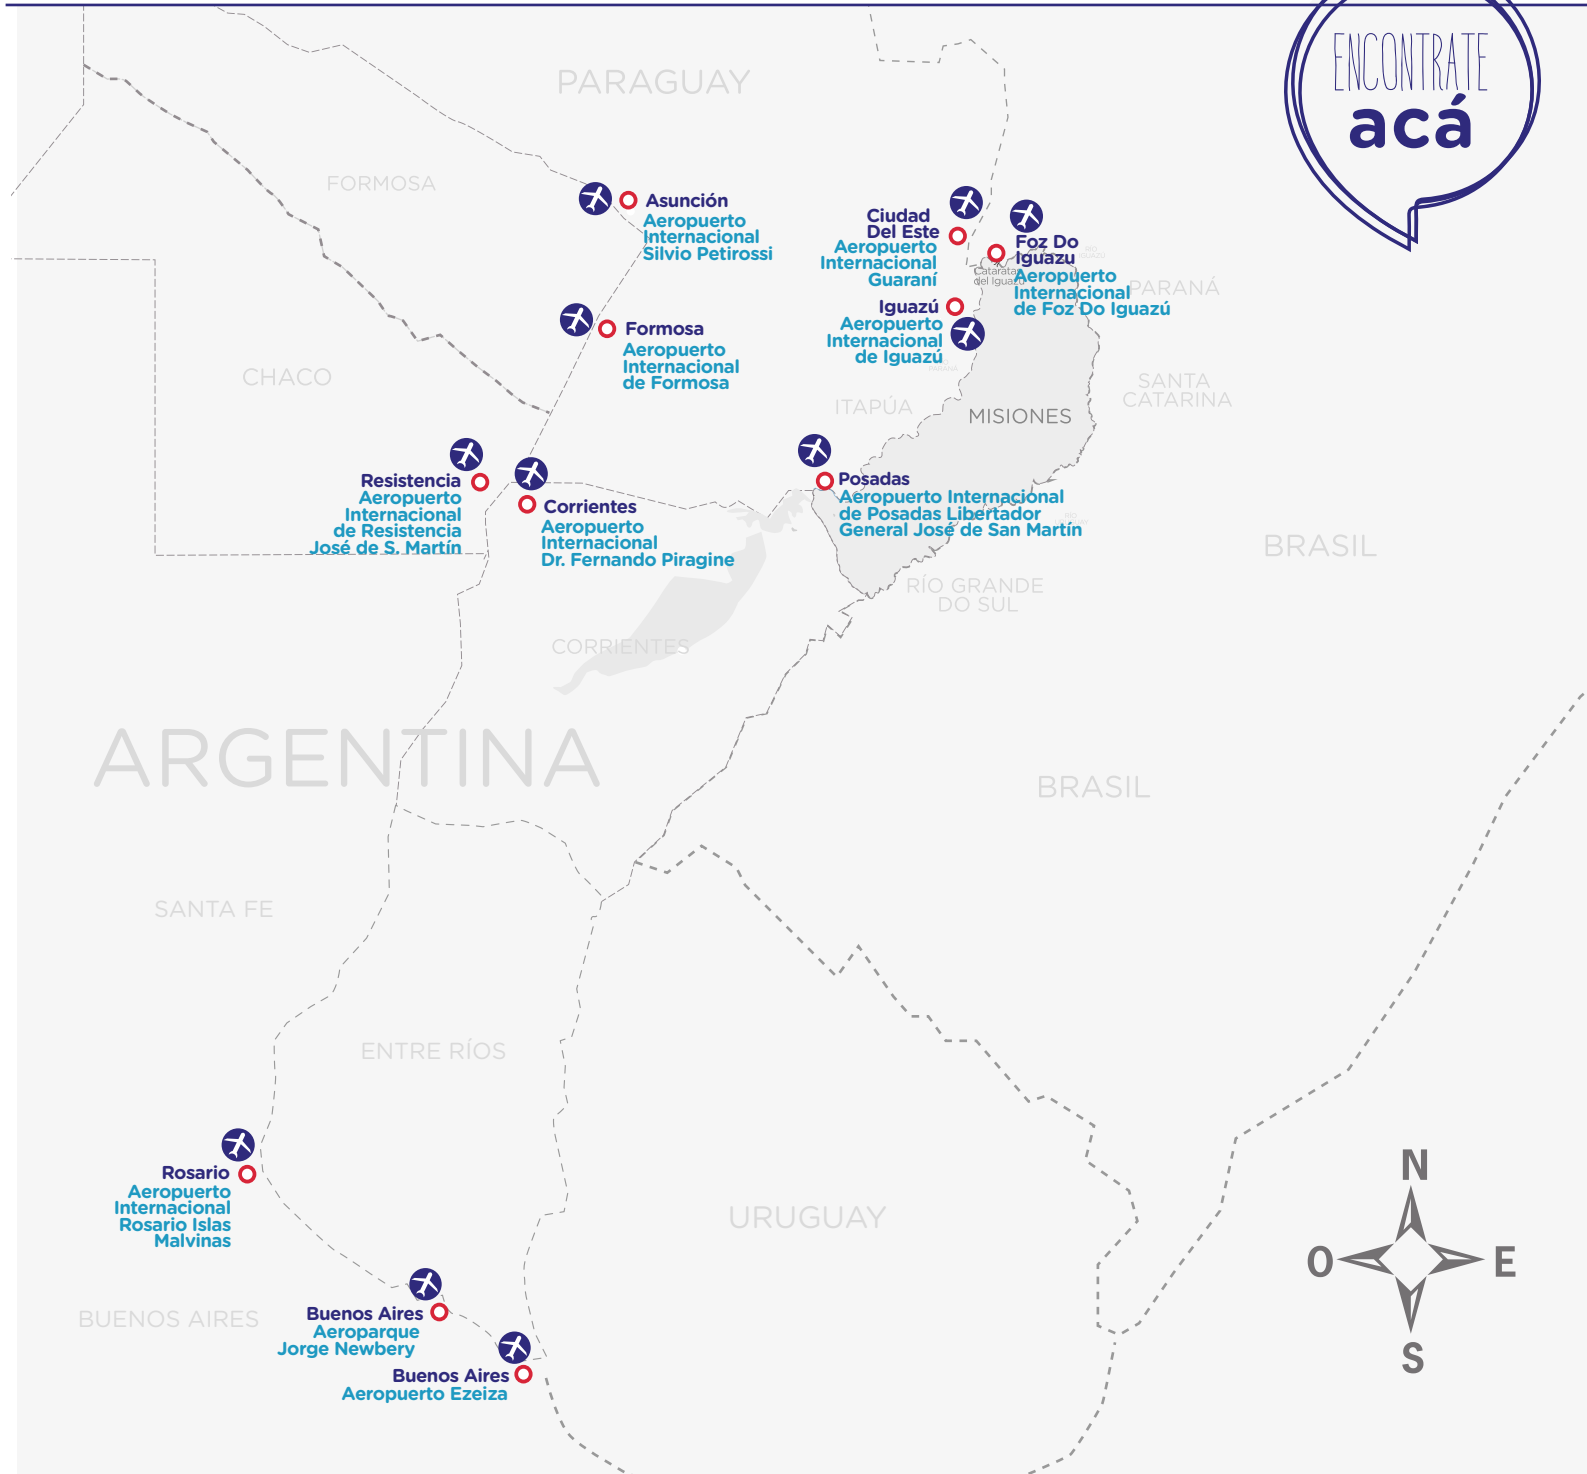 ENCONTRATE
acá
PARAGUAY
FORMOSA
Asunción
Aeropuerto
Internacional
Silvio Petirossi
Ciudad
Del Este
Aeropuerto
Internacional
Guaraní
Foz Do
Iguazu
Aeropuerto
Internacional
de Foz Do Iguazú
Cataratas
del Iguazú
PARANÁ
Iguazú
Aeropuerto
Internacional
de Iguazú
Formosa
Aeropuerto
Internacional
de Formosa
CHACO
SANTA
CATARINA
ITAPÚA
MISIONES
Resistencia
Aeropuerto
Internacional
de Resistencia
José de S. Martín
Corrientes
Aeropuerto
Internacional
Dr. Fernando Piragine
Posadas
Aeropuerto Internacional
de Posadas Libertador
General José de San Martín
BRASIL
RÍO GRANDE
DO SUL
CORRIENTES
ARGENTINA
BRASIL
SANTA FE
ENTRE RÍOS
Rosario
Aeropuerto
Internacional
Rosario Islas
Malvinas
URUGUAY
BUENOS AIRES
Buenos Aires
Aeroparque
Jorge Newbery
Buenos Aires
Aeropuerto Ezeiza
N
O
E
S